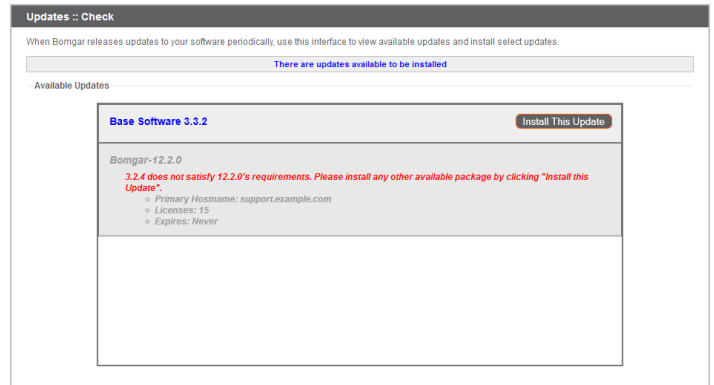 Updates :: Check
When Bomgar releases updates to your software periodically, use this interface to view available updates and install select updates.
There are updates available to be installed
Available Updates
Base Software 3.3.2
Install This Update
Bomgar-12.2.0
3.2.4 does not satisfy 12.2.0's requirements. Please install any other available package by clicking "Install this
Update".
Primary Hostname: support.example.com
Licenses: 15
Expires: Never